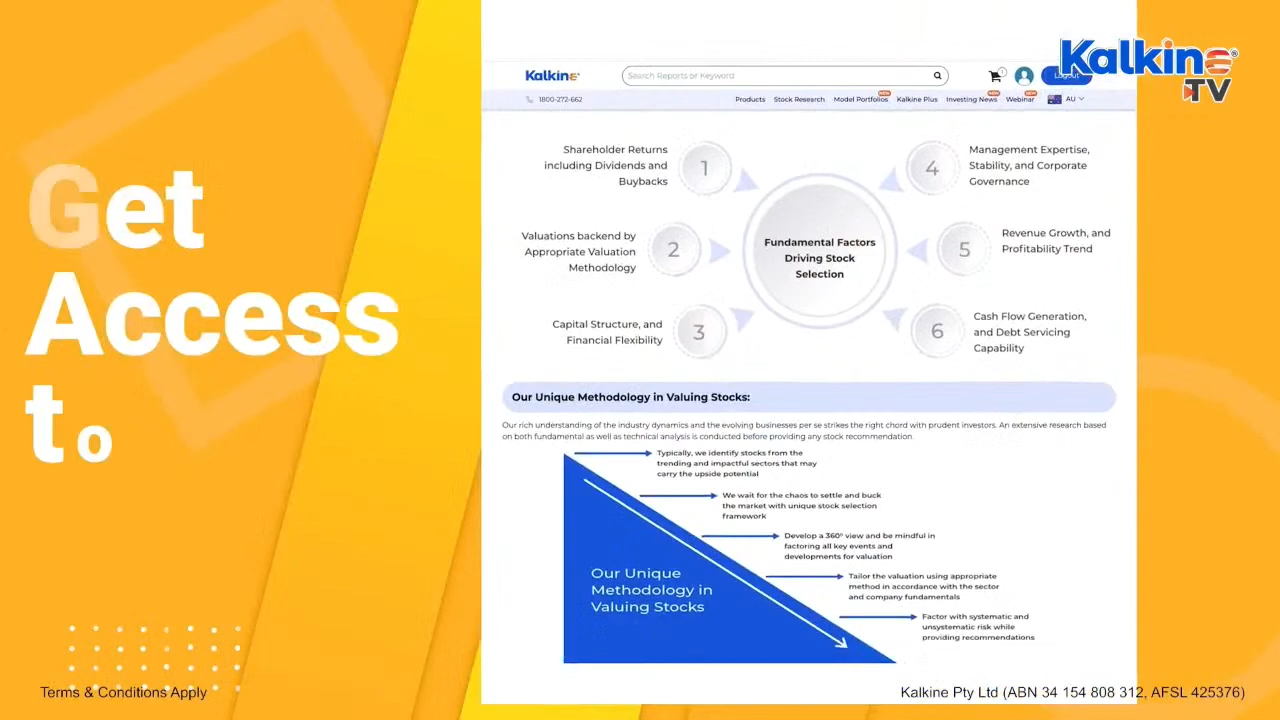 Get
Access
to
Kalkine
TV
Kalkine
Search Reports or Keyword
1800-272-662
Products
Stock Research
Model Portfolios
NEW
Kalkine Plus
Investing News
NEW
Webinar
NEW
AU
Shareholder Returns
including Dividends and
Buybacks
1
Valuations backend by
Appropriate Valuation
Methodology
2
Capital Structure, and
Financial Flexibility
3
Fundamental Factors
Driving Stock
Selection
4
Management Expertise,
Stability, and Corporate
Governance
5
Revenue Growth, and
Profitability Trend
6
Cash Flow Generation,
and Debt Servicing
Capability
Our Unique Methodology in Valuing Stocks:
Our rich understanding of the industry dynamics and the evolving businesses per se strikes the right chord with prudent investors. An extensive research based
on both fundamental as well as technical analysis is conducted before providing any stock recommendation.
Typically, we identify stocks from the
trending and impactful sectors that may
carry the upside potential
We wait for the chaos to settle and buck
the market with unique stock selection
framework
Develop a 360° view and be mindful in
factoring all key events and
developments for valuation
Tailor the valuation using appropriate
method in accordance with the sector
and company fundamentals
Factor with systematic and
unsystematic risk while
providing recommendations
Our Unique
Methodology in
Valuing Stocks
Terms & Conditions Apply
Kalkine Pty Ltd (ABN 34 154 808 312, AFSL 425376)